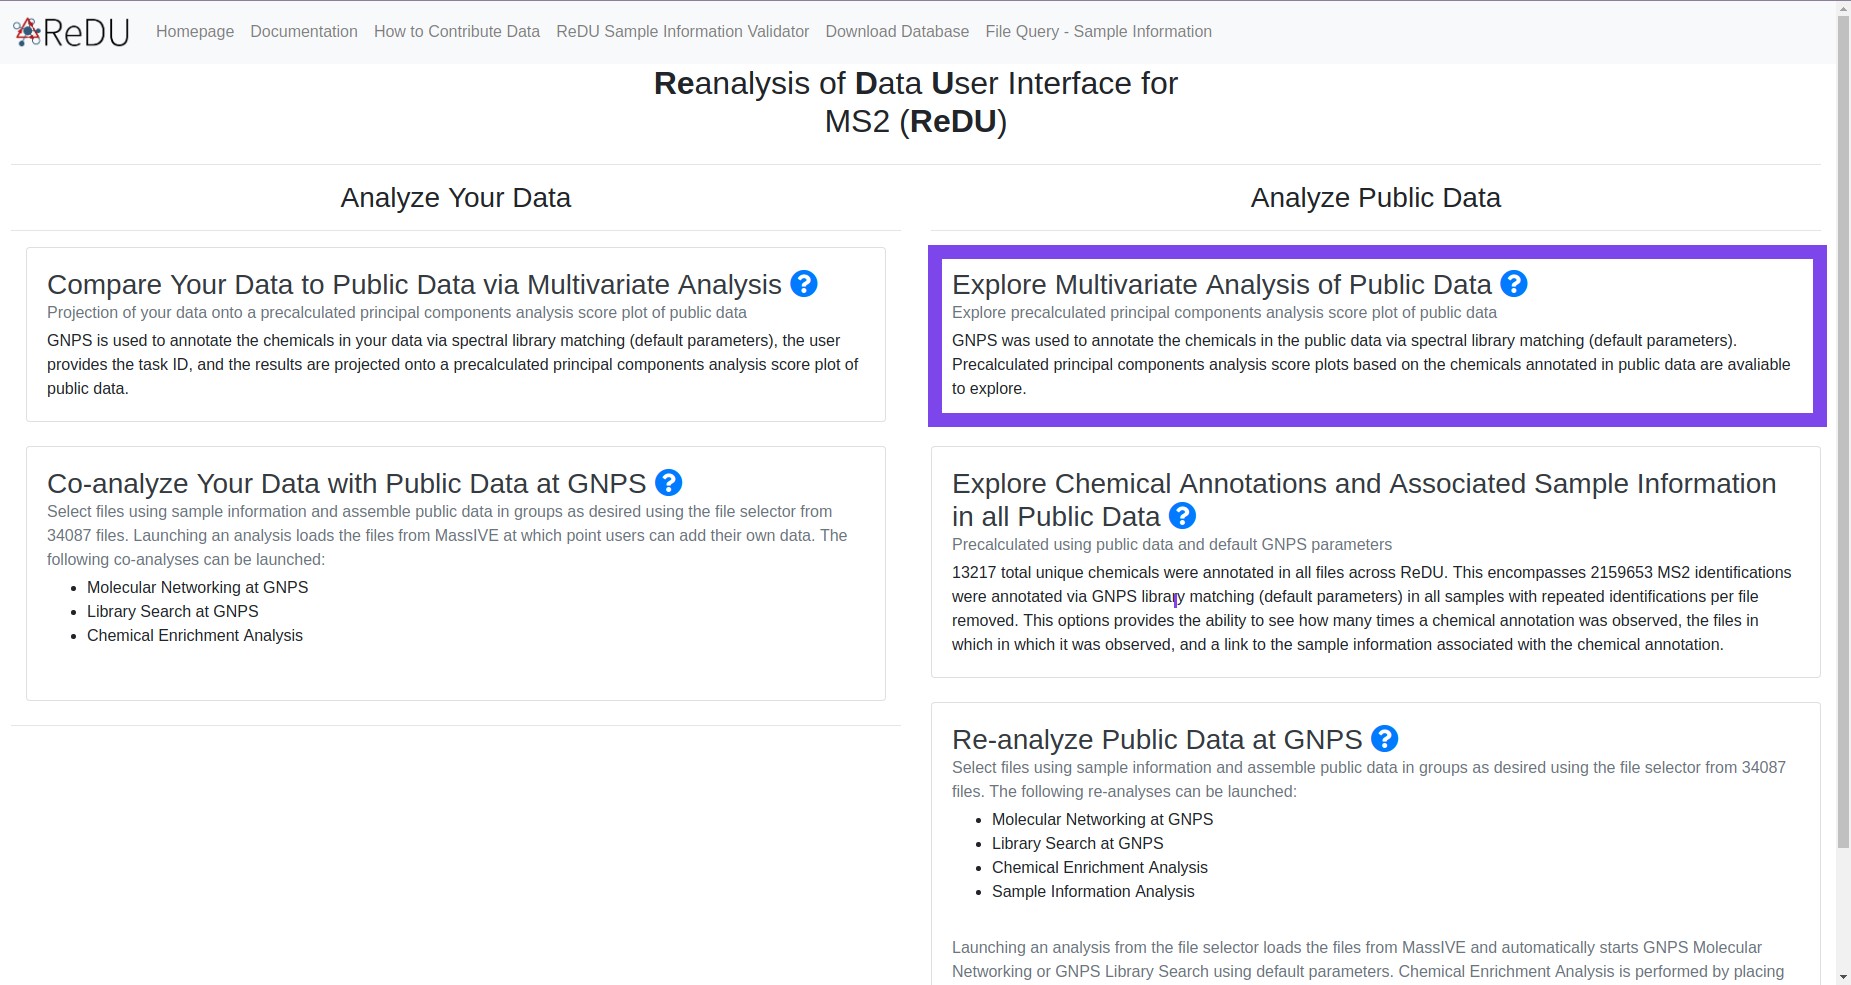 ReDU Homepage Documentation How to Contribute Data ReDU Sample Information Validator Download Database File Query - Sample Information
Reanalysis of Data User Interface for
MS2 (ReDU)
Analyze Your Data
Compare Your Data to Public Data via Multivariate Analysis ?
Projection of your data onto a precalculated principal components analysis score plot of public data
GNPS is used to annotate the chemicals in your data via spectral library matching (default parameters), the user
provides the task ID, and the results are projected onto a precalculated principal components analysis score plot of
public data.
Co-analyze Your Data with Public Data at GNPS ?
Select files using sample information and assemble public data in groups as desired using the file selector from
34087 files. Launching an analysis loads the files from MassIVE at which point users can add their own data. The
following co-analyses can be launched:
• Molecular Networking at GNPS
• Library Search at GNPS
• Chemical Enrichment Analysis
Analyze Public Data
Explore Multivariate Analysis of Public Data ?
Explore precalculated principal components analysis score plot of public data
GNPS was used to annotate the chemicals in the public data via spectral library matching (default parameters).
Precalculated principal components analysis score plots based on the chemicals annotated in public data are avaliable
to explore.
Explore Chemical Annotations and Associated Sample Information
in all Public Data ?
Precalculated using public data and default GNPS parameters
13217 total unique chemicals were annotated in all files across ReDU. This encompasses 2159653 MS2 identifications
were annotated via GNPS library matching (default parameters) in all samples with repeated identifications per file
removed. This options provides the ability to see how many times a chemical annotation was observed, the files in
which in which it was observed, and a link to the sample information associated with the chemical annotation.
Re-analyze Public Data at GNPS ?
Select files using sample information and assemble public data in groups as desired using the file selector from 34087
files. The following re-analyses can be launched:
• Molecular Networking at GNPS
• Library Search at GNPS
• Chemical Enrichment Analysis
• Sample Information Analysis
Launching an analysis from the file selector loads the files from MassIVE and automatically starts GNPS Molecular
Networking or GNPS Library Search using default parameters. Chemical Enrichment Analysis is performed by placing